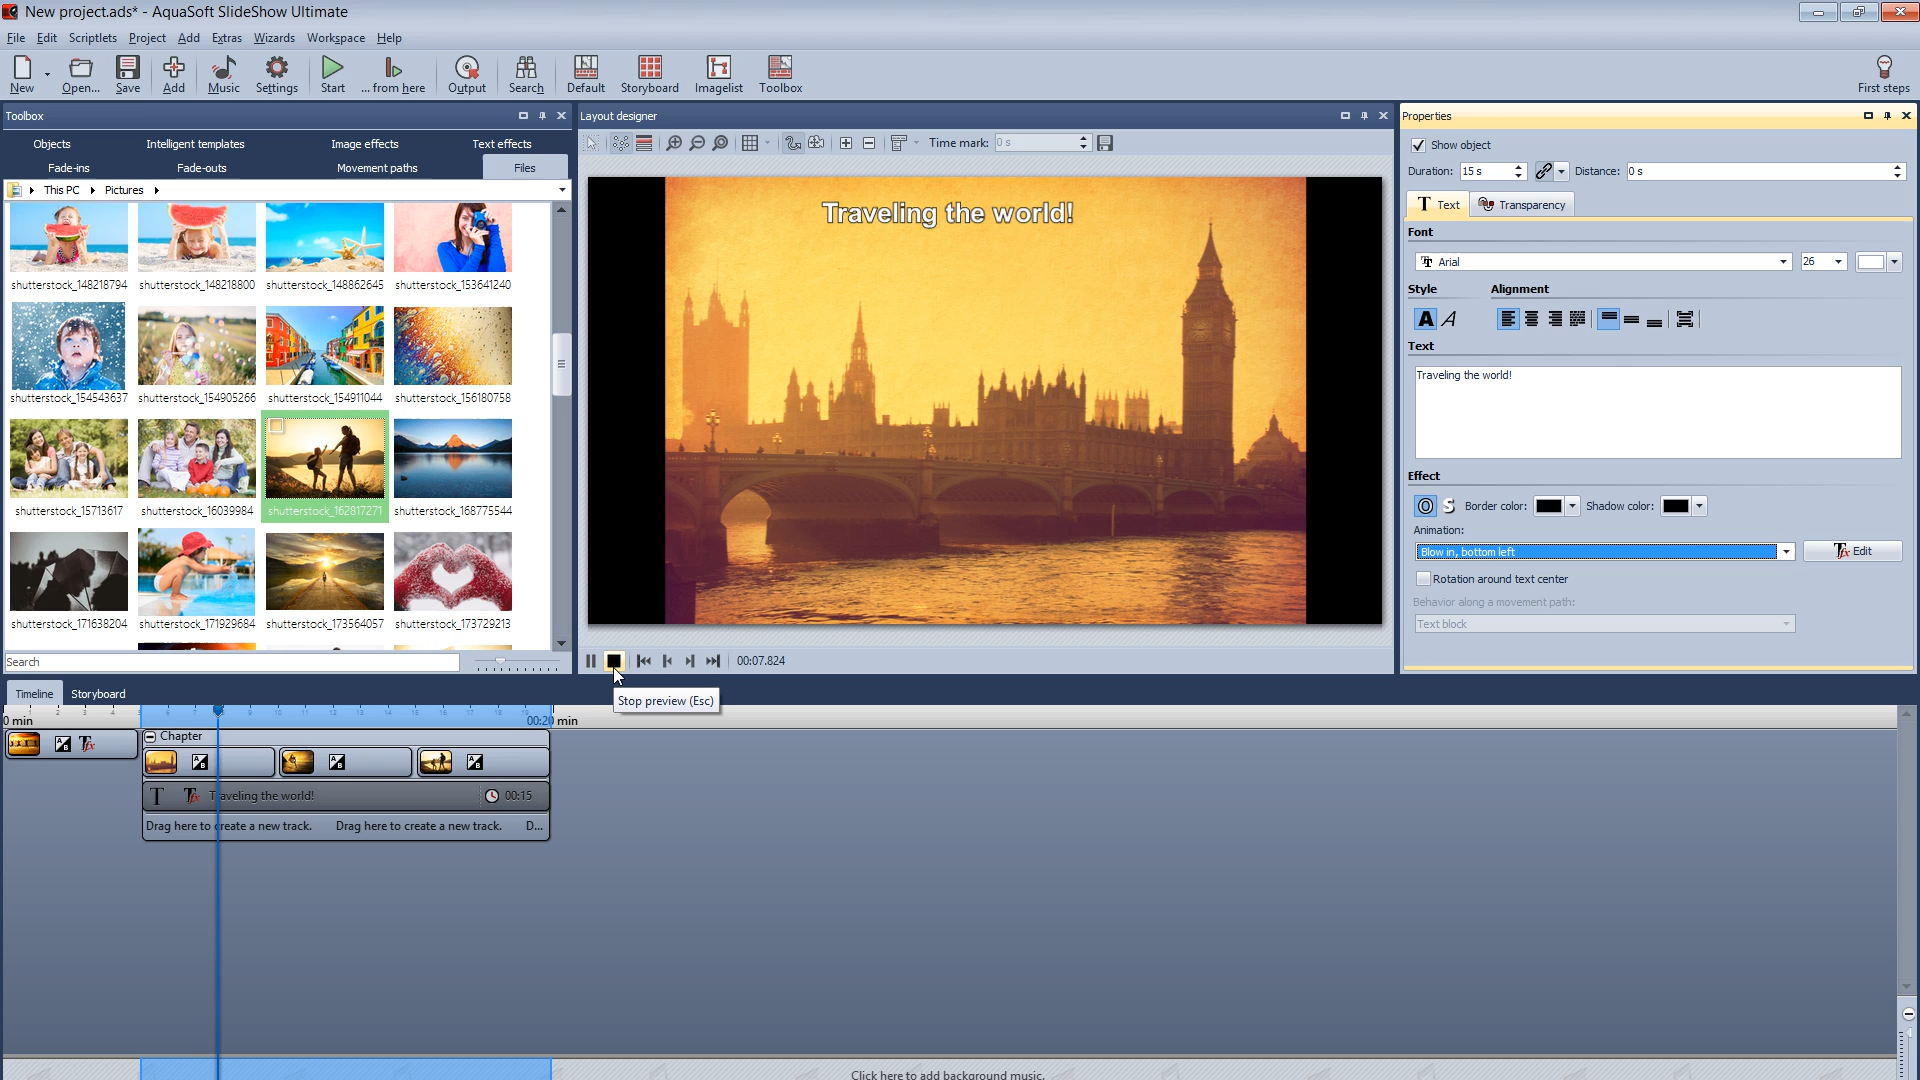 New project.ads* - AquaSoft SlideShow Ultimate
File Edit Scriptlets Project Add Extras Wizards Workspace Help
New Open... Save Add Music Settings Start ... from here Output Search Default Storyboard Imagelist Toolbox First steps
Toolbox
Objects Intelligent templates Image effects Text effects
Fade-ins Fade-outs Movement paths Files
This PC Pictures
shutterstock_148218794 shutterstock_148218800 shutterstock_148862645 shutterstock_153641240
shutterstock_154543637 shutterstock_154905266 shutterstock_154911044 shutterstock_156180758
shutterstock_15713617 shutterstock_16039984 shutterstock_162817271 shutterstock_168775544
shutterstock_171638204 shutterstock_171929684 shutterstock_173564057 shutterstock_173729213
Search
Layout designer
Time mark: 0 s
Traveling the world!
00:07.824
Stop preview (Esc)
Properties
Show object
Duration: 15 s Distance: 0 s
T Text Transparency
Font
Arial 26
Style Alignment
A A
Text
Traveling the world!
Effect
O S Border color: Shadow color:
Animation:
Blow in, bottom left Edit
Rotation around text center
Behavior along a movement path:
Text block
Timeline Storyboard
0 min 00:20 min
Chapter
T Tfx Traveling the world! 00:15
Drag here to create a new track. Drag here to create a new track. D...
Click here to add background music.